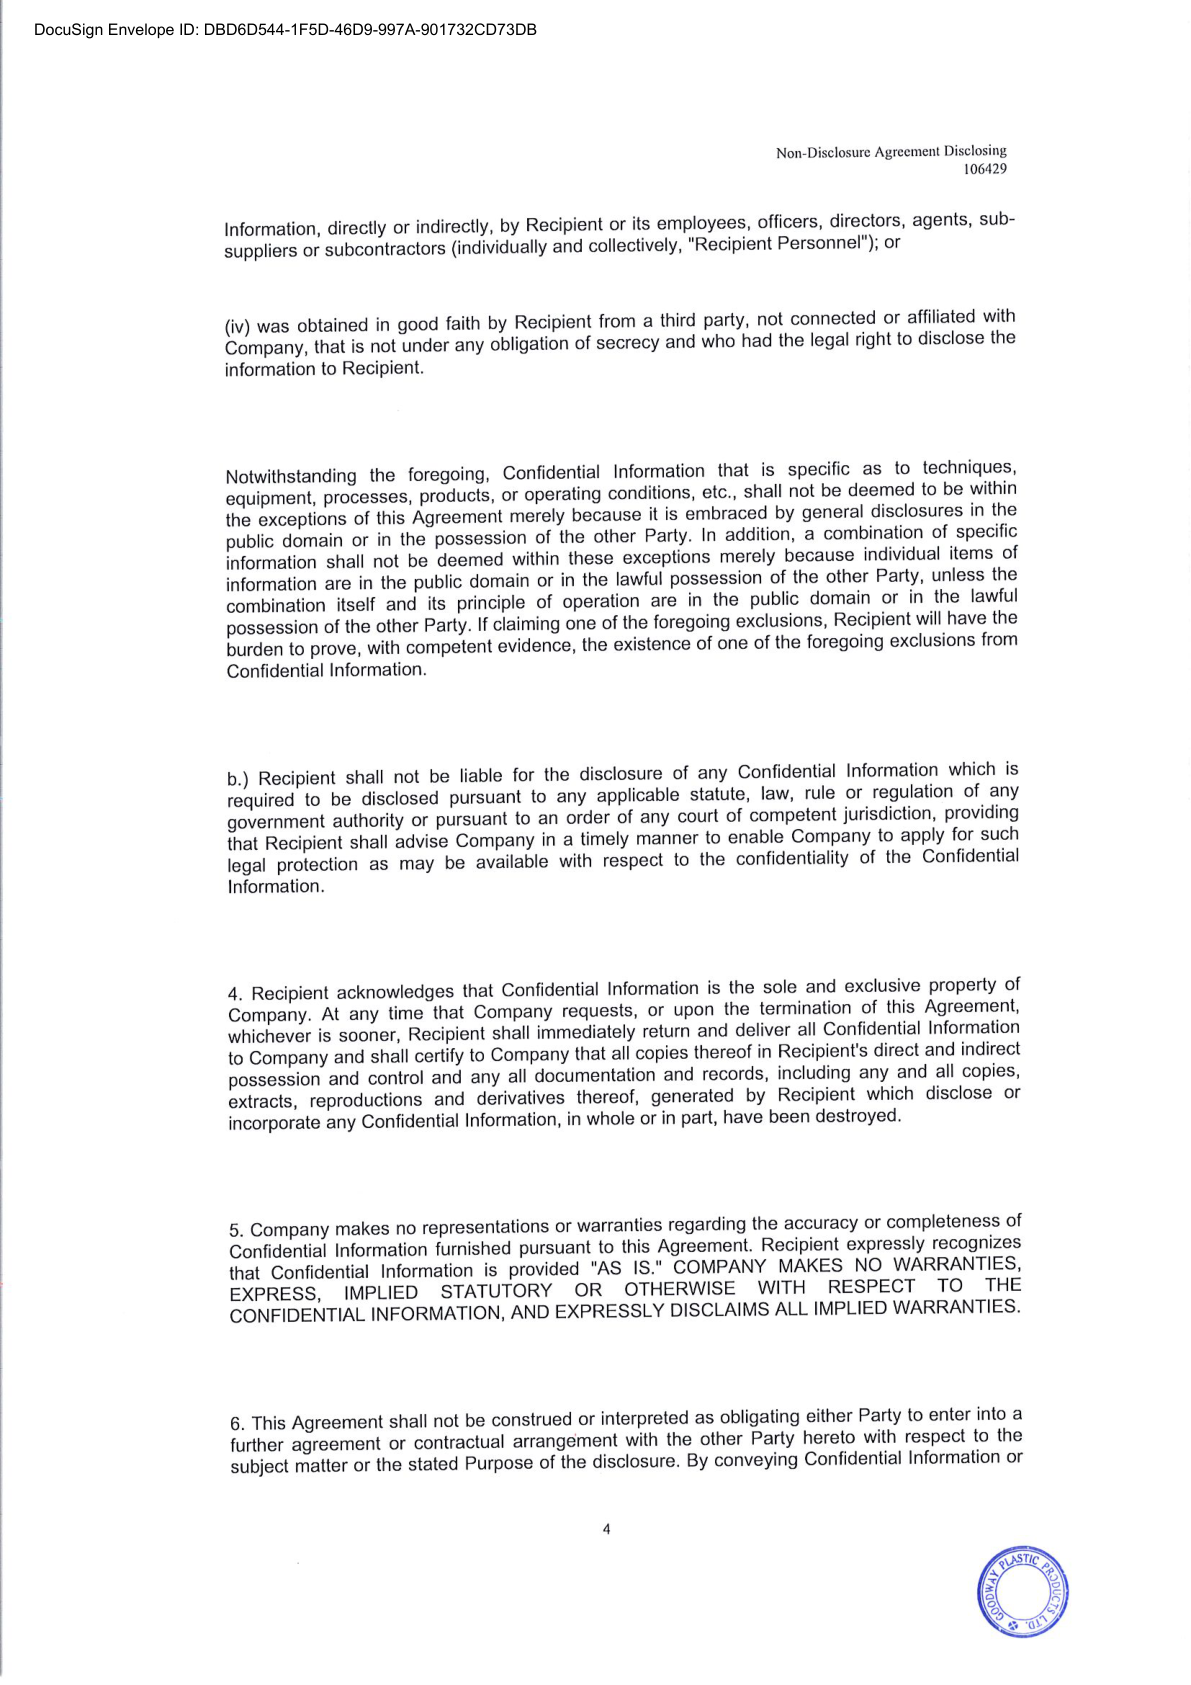 DocuSign Envelope ID: DBD6D544-1F5D-46D9-997A-901732CD73DB
Non-Disclosure Agreement Disclosing
106429
Information, directly or indirectly, by Recipient or its employees, officers, directors, agents, sub-
suppliers or subcontractors (individually and collectively, "Recipient Personnel"); or
(iv) was obtained in good faith by Recipient from a third party, not connected or affiliated with
Company, that is not under any obligation of secrecy and who had the legal right to disclose the
information to Recipient.
Notwithstanding the foregoing, Confidential Information that is specific as to techniques,
equipment, processes, products, or operating conditions, etc., shall not be deemed to be within
the exceptions of this Agreement merely because it is embraced by general disclosures in the
public domain or in the possession of the other Party. In addition, a combination of specific
information shall not be deemed within these exceptions merely because individual items of
information are in the public domain or in the lawful possession of the other Party, unless the
combination itself and its principle of operation are in the public domain or in the lawful
possession of the other Party. If claiming one of the foregoing exclusions, Recipient will have the
burden to prove, with competent evidence, the existence of one of the foregoing exclusions from
Confidential Information.
b.) Recipient shall not be liable for the disclosure of any Confidential Information which is
required to be disclosed pursuant to any applicable statute, law, rule or regulation of any
government authority or pursuant to an order of any court of competent jurisdiction, providing
that Recipient shall advise Company in a timely manner to enable Company to apply for such
legal protection as may be available with respect to the confidentiality of the Confidential
Information.
4. Recipient acknowledges that Confidential Information is the sole and exclusive property of
Company. At any time that Company requests, or upon the termination of this Agreement,
whichever is sooner, Recipient shall immediately return and deliver all Confidential Information
to Company and shall certify to Company that all copies thereof in Recipient's direct and indirect
possession and control and any all documentation and records, including any and all copies,
extracts, reproductions and derivatives thereof, generated by Recipient which disclose or
incorporate any Confidential Information, in whole or in part, have been destroyed.
5. Company makes no representations or warranties regarding the accuracy or completeness of
Confidential Information furnished pursuant to this Agreement. Recipient expressly recognizes
that Confidential Information is provided "AS IS." COMPANY MAKES NO WARRANTIES,
EXPRESS, IMPLIED STATUTORY OR OTHERWISE WITH RESPECT TO THE
CONFIDENTIAL INFORMATION, AND EXPRESSLY DISCLAIMS ALL IMPLIED WARRANTIES.
6. This Agreement shall not be construed or interpreted as obligating either Party to enter into a
further agreement or contractual arrangement with the other Party hereto with respect to the
subject matter or the stated Purpose of the disclosure. By conveying Confidential Information or
4
GOODWAY PLASTIC PRODUCTS LTD.